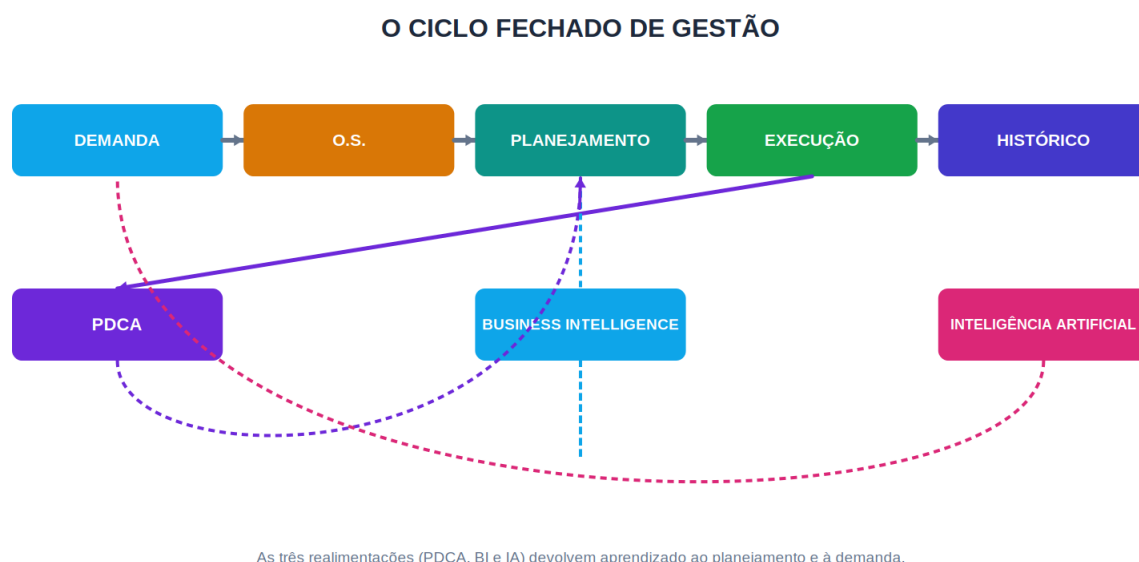 O CICLO FECHADO DE GESTÃO
DEMANDA
O.S.
PLANEJAMENTO
EXECUÇÃO
HISTÓRICO
PDCA
BUSINESS INTELLIGENCE
INTELIGÊNCIA ARTIFICIAL
As três realimentações (PDCA, BI e IA) devolvem aprendizado ao planejamento e à demanda.